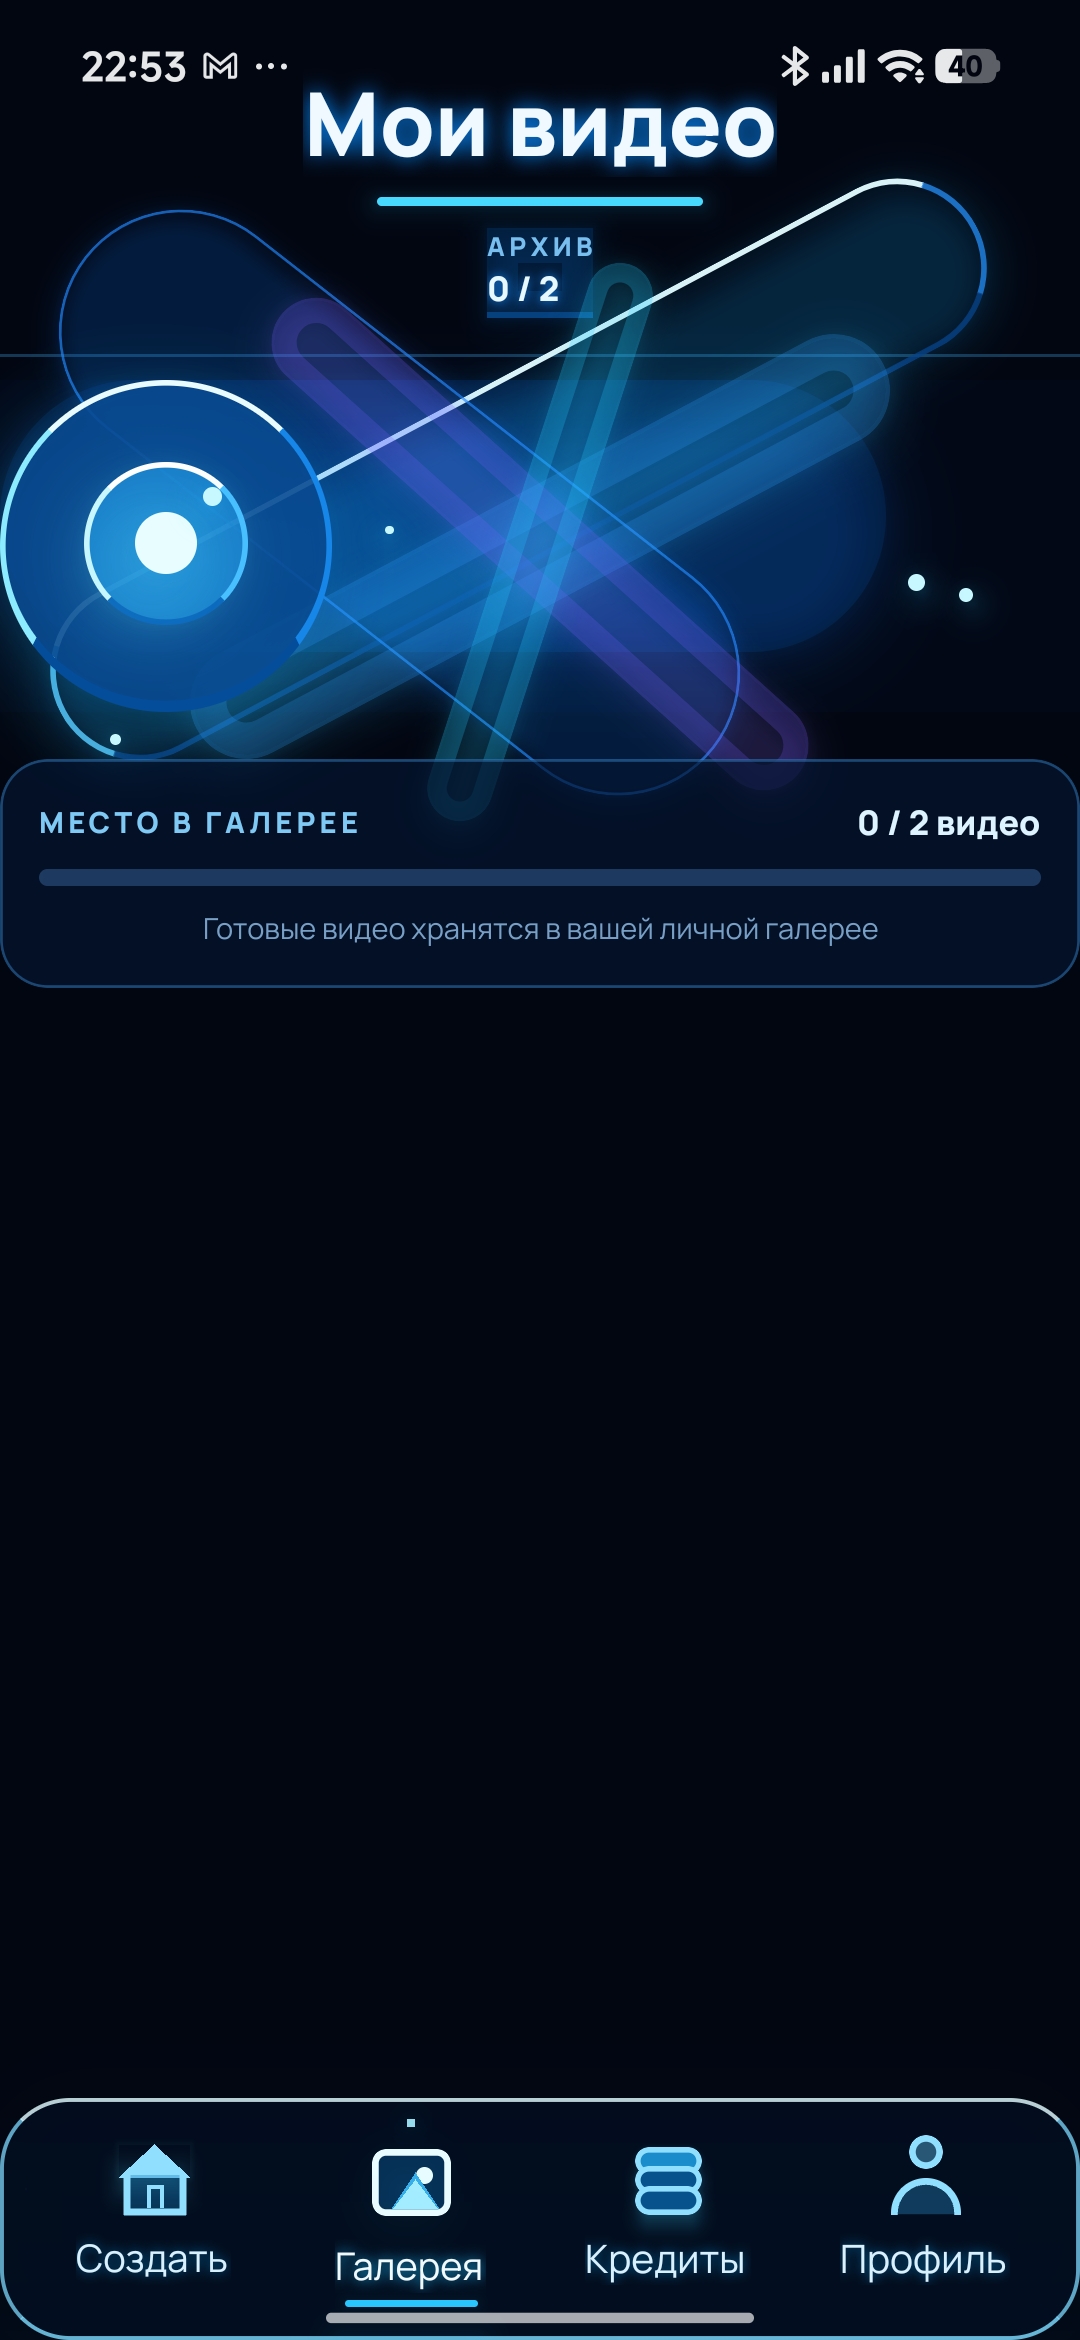 22:53
40
Мои видео
АРХИВ
0 / 2
МЕСТО В ГАЛЕРЕЕ
0 / 2 видео
Готовые видео хранятся в вашей личной галерее
Создать
Галерея
Кредиты
Профиль